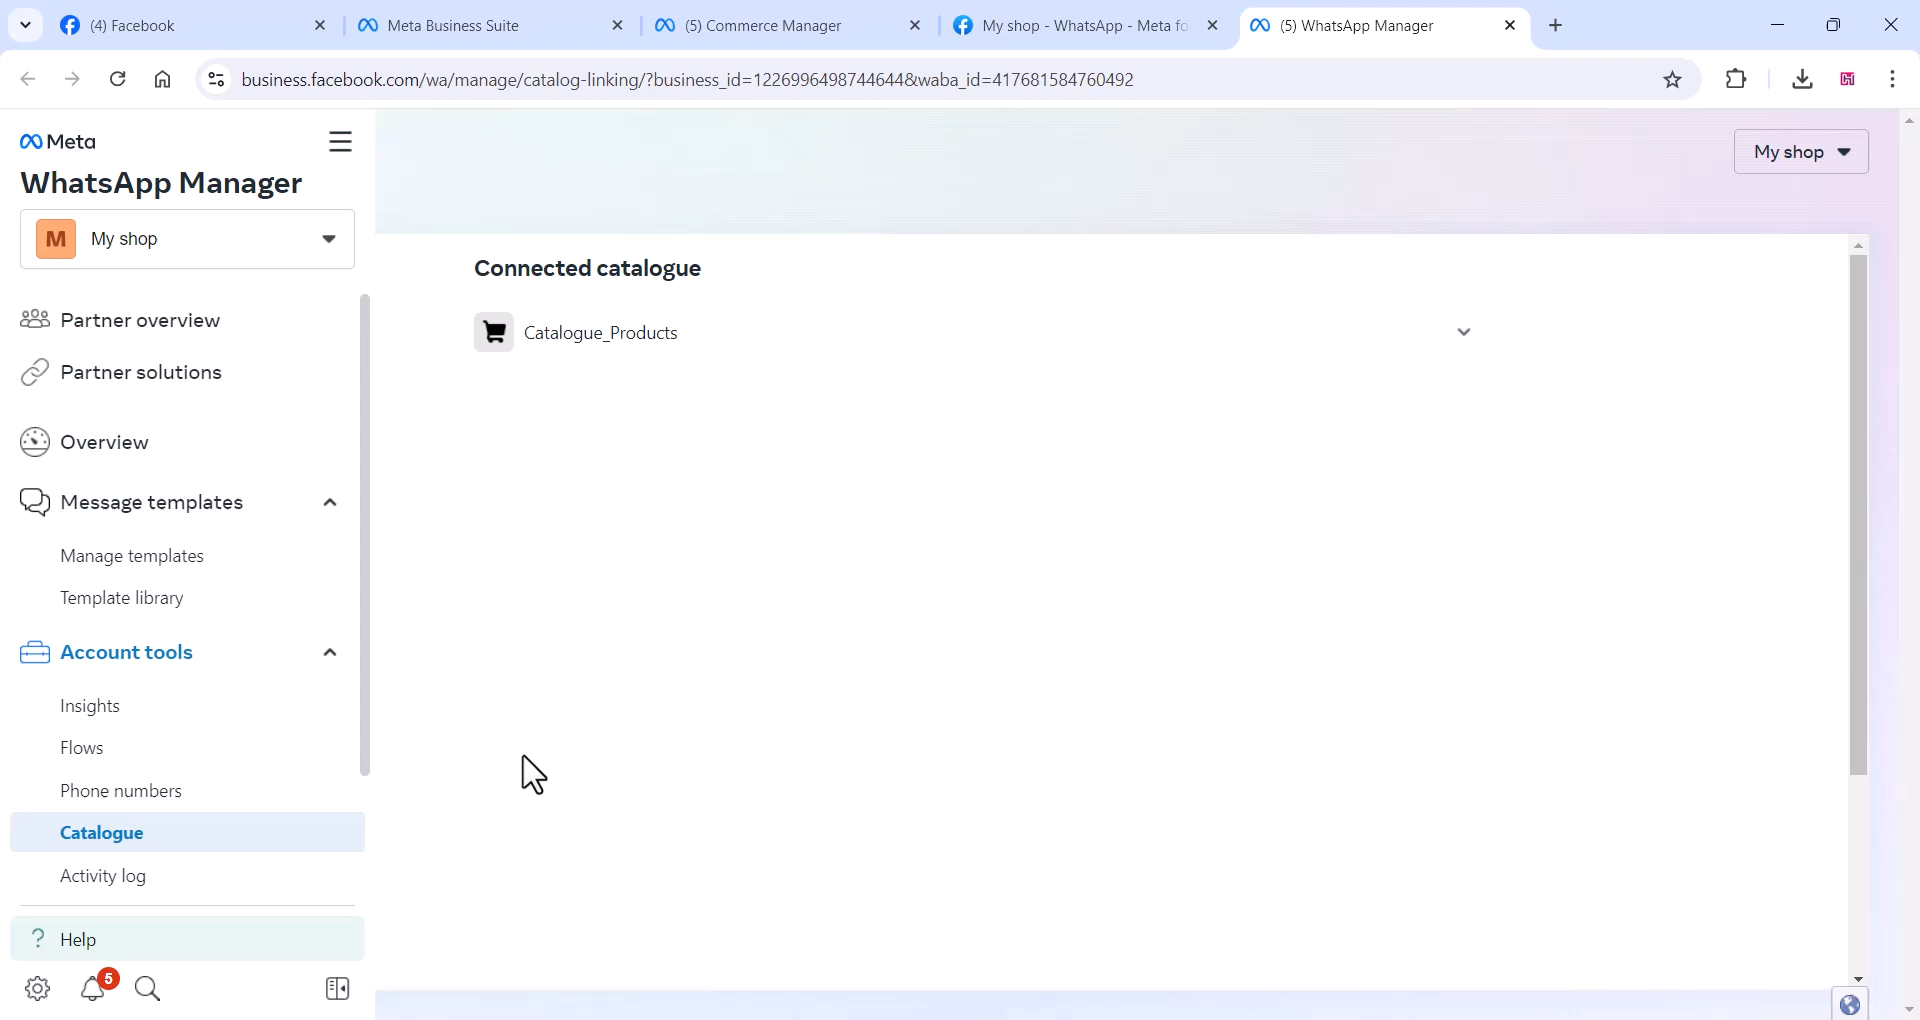 (4) Facebook
Meta Business Suite
(5) Commerce Manager
My shop - WhatsApp - Meta fo
(5) WhatsApp Manager
business.facebook.com/wa/manage/catalog-linking/?business_id=1226996498744644&waba_id=417681584760492
Meta
WhatsApp Manager
M My shop
My shop
Partner overview
Partner solutions
Overview
Message templates
Manage templates
Template library
Account tools
Insights
Flows
Phone numbers
Catalogue
Activity log
? Help
5
Connected catalogue
Catalogue_Products